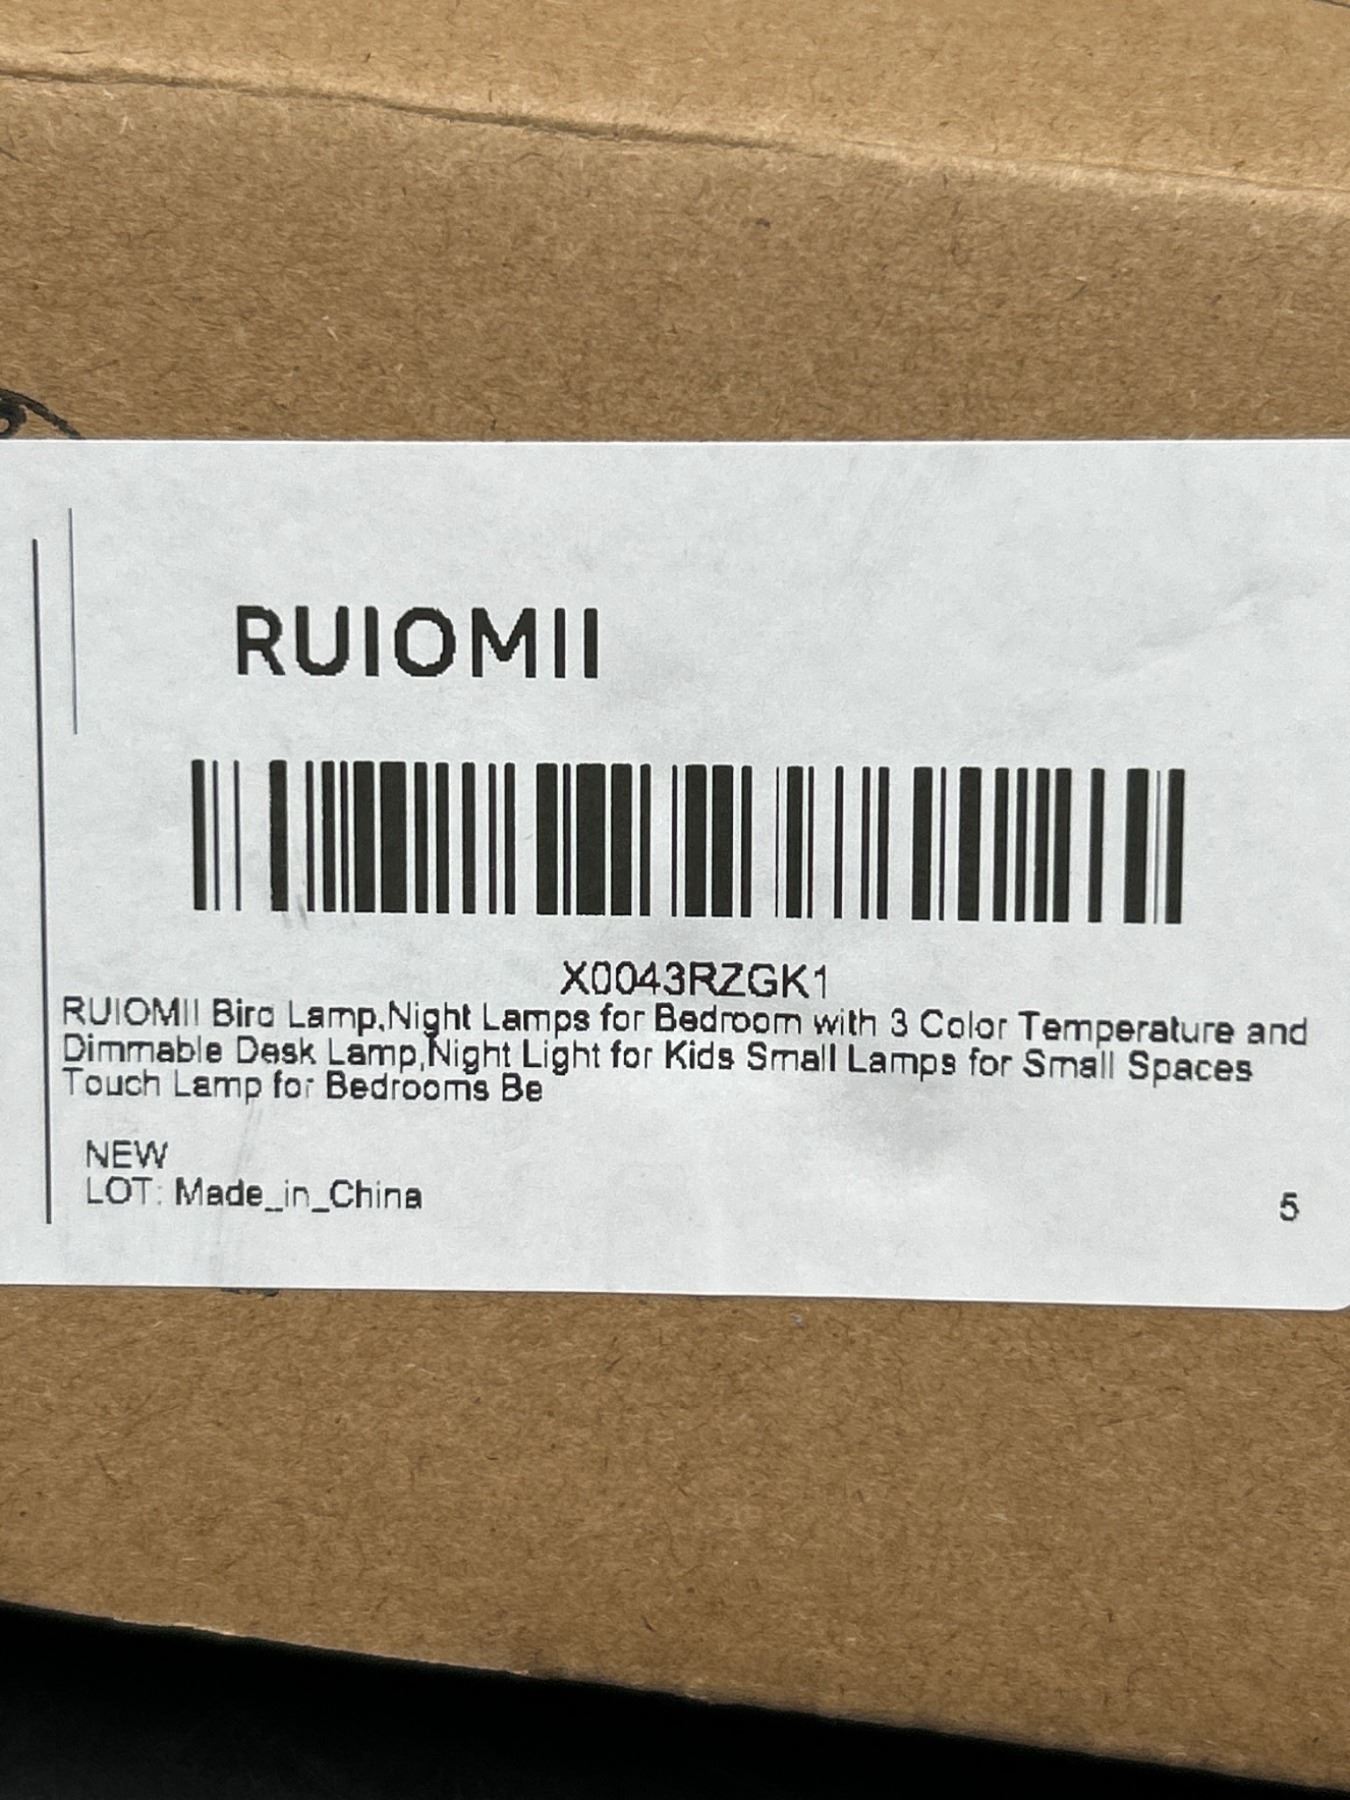 RUIOMII
X0043RZGK1
RUIOMII Bird Lamp,Night Lamps for Bedroom with 3 Color Temperature and
Dimmable Desk Lamp,Night Light for Kids Small Lamps for Small Spaces
Touch Lamp for Bedrooms Be
NEW
LOT: Made_in_China
5